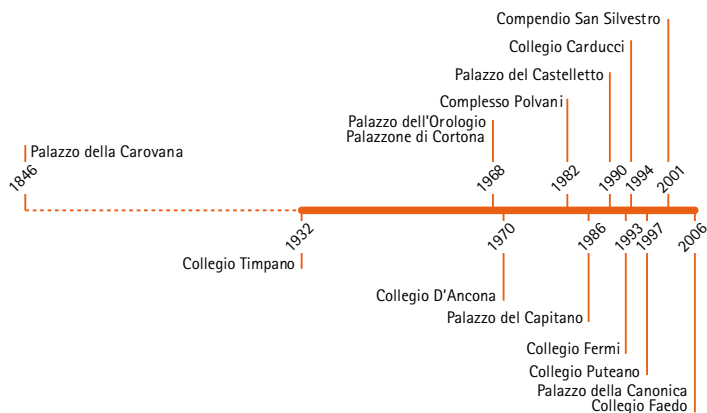 Compendio San Silvestro
Collegio Carducci
Palazzo del Castelletto
Complesso Polvani
Palazzo dell'Orologio
Palazzone di Cortona
Palazzo della Carovana
1846
1968
1982
1990
1994
2001
1932
1970
1986
1993
1997
2006
Collegio Timpano
Collegio D'Ancona
Palazzo del Capitano
Collegio Fermi
Collegio Puteano
Palazzo della Canonica
Collegio Faedo